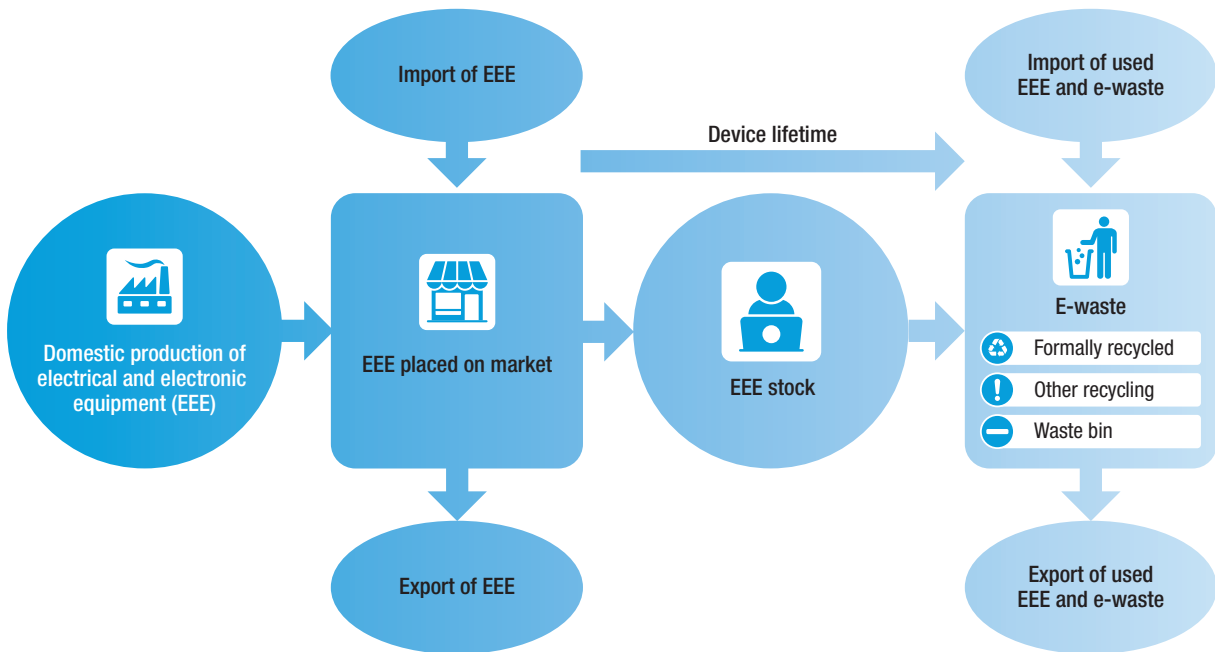 Import of EEE
Import of used
EEE and e-waste
Device lifetime
Domestic production of
electrical and electronic
equipment (EEE)
EEE placed on market
EEE stock
E-waste
Formally recycled
Other recycling
Waste bin
Export of EEE
Export of used
EEE and e-waste